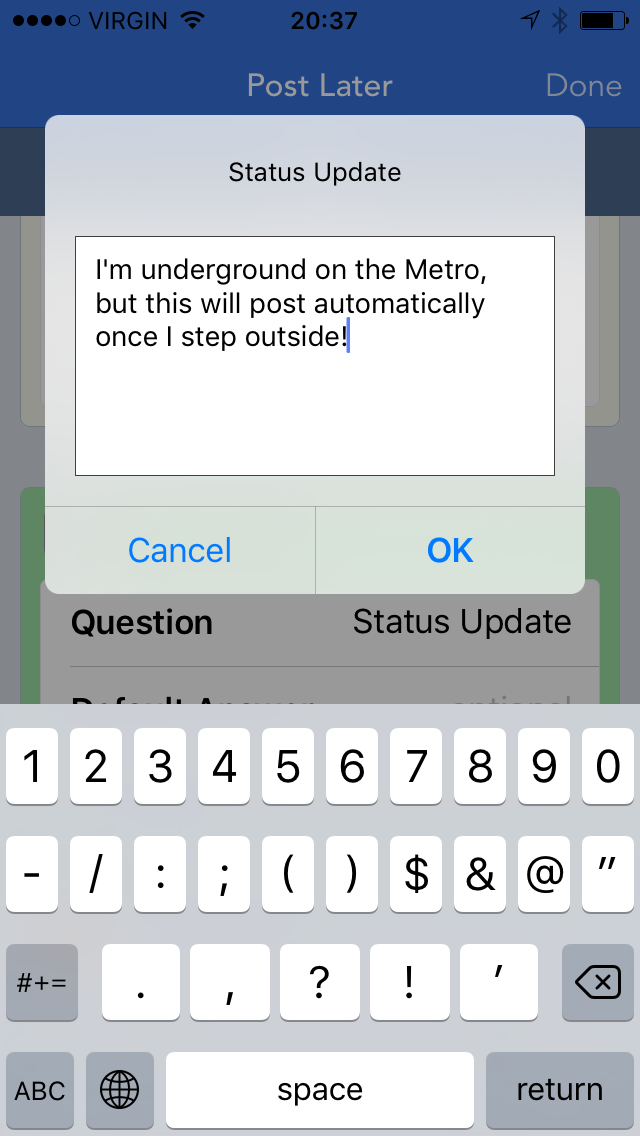 VIRGIN 20:37
Post Later Done
Status Update
I'm underground on the Metro,
but this will post automatically
once I step outside!
Cancel OK
Question Status Update
Default Answer optional
1 2 3 4 5 6 7 8 9 0
- / : ; ( ) $ & @ "
#+= . , ? ! '
ABC space return